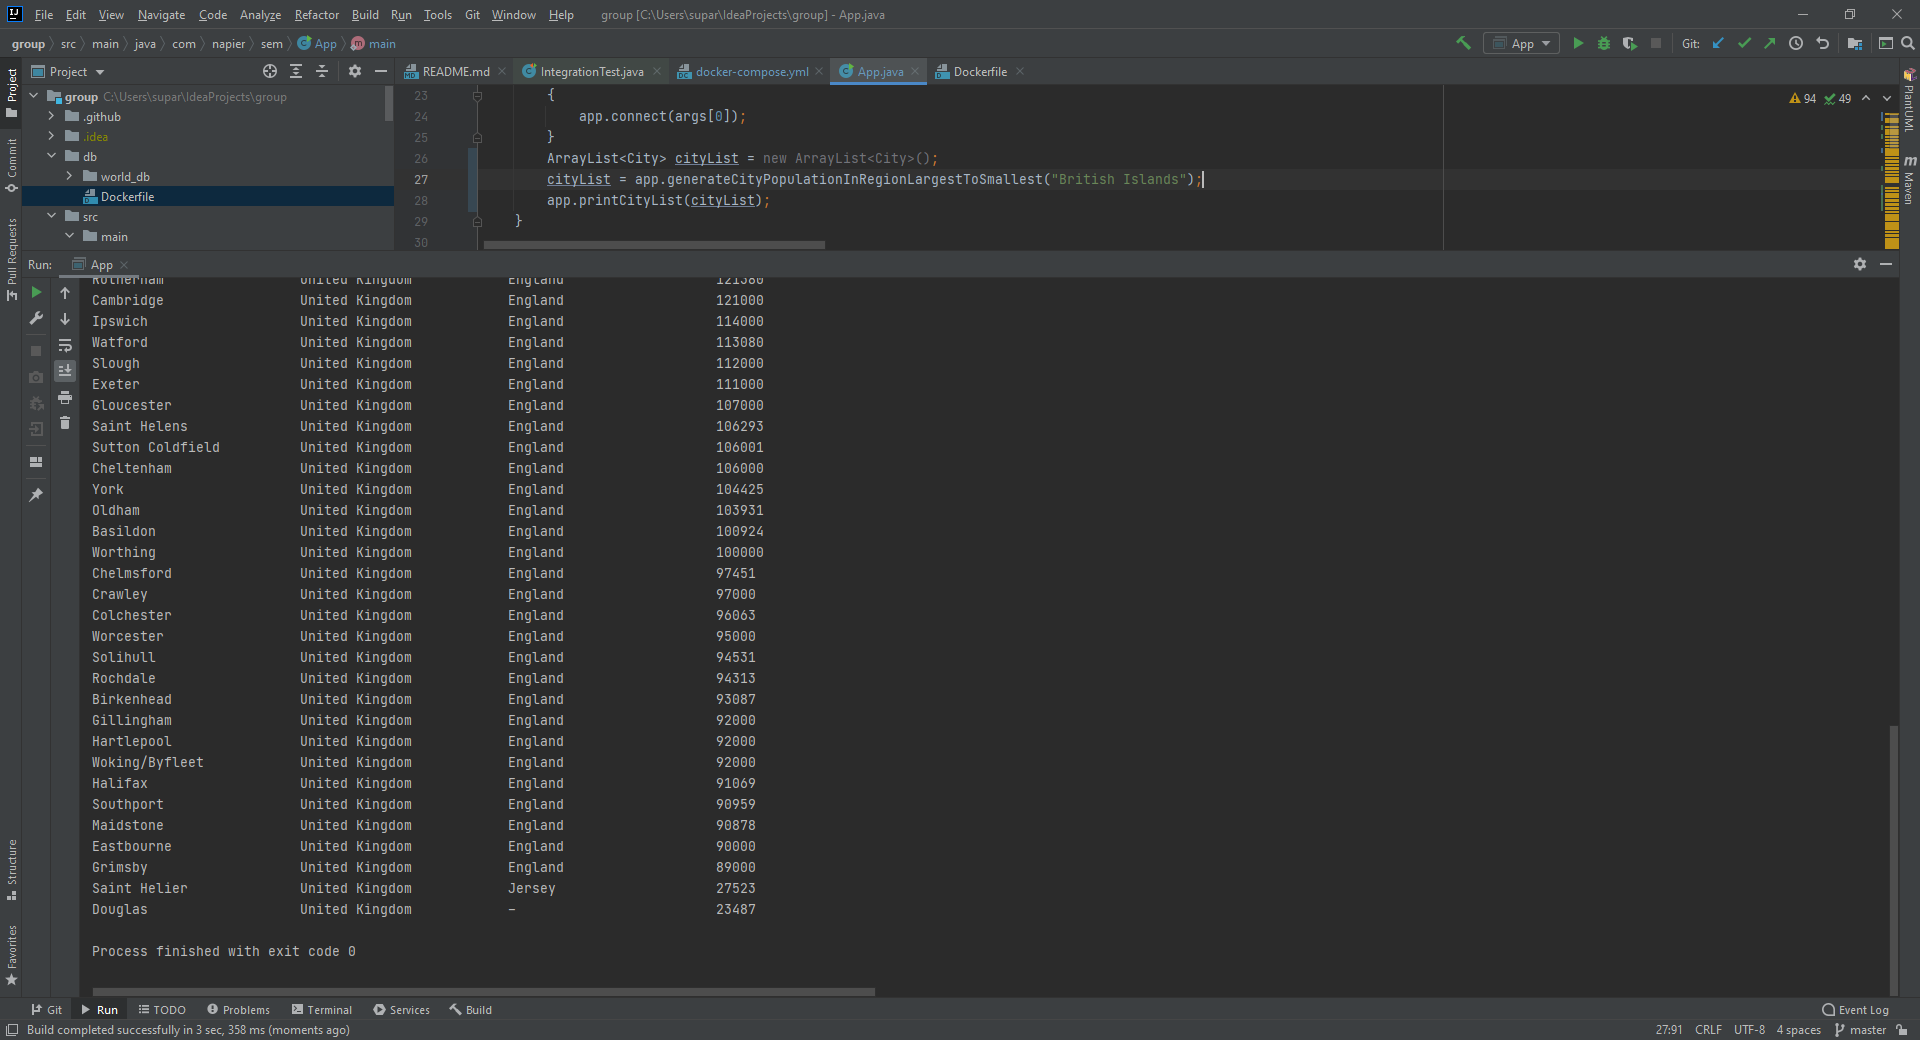 File Edit View Navigate Code Analyze Refactor Build Run Tools Git Window Help group [C:\Users\supar\IdeaProjects\group] - App.java
group src main java com napier sem App main
App Git:
Project
README.md IntegrationTest.java docker-compose.yml App.java Dockerfile
group C:\Users\supar\IdeaProjects\group
.github
.idea
db
world_db
Dockerfile
src
main
23 {
24 app.connect(args[0]);
25 }
26 ArrayList<City> cityList = new ArrayList<City>();
27 cityList = app.generateCityPopulationInRegionLargestToSmallest("British Islands");
28 app.printCityList(cityList);
29 }
30
94 49
Project
Commit
Pull Requests
Structure
Favorites
PlantUML
Maven
Run: App
Rotherham United Kingdom England 121380
Cambridge United Kingdom England 121000
Ipswich United Kingdom England 114000
Watford United Kingdom England 113080
Slough United Kingdom England 112000
Exeter United Kingdom England 111000
Gloucester United Kingdom England 107000
Saint Helens United Kingdom England 106293
Sutton Coldfield United Kingdom England 106001
Cheltenham United Kingdom England 106000
York United Kingdom England 104425
Oldham United Kingdom England 103931
Basildon United Kingdom England 100924
Worthing United Kingdom England 100000
Chelmsford United Kingdom England 97451
Crawley United Kingdom England 97000
Colchester United Kingdom England 96063
Worcester United Kingdom England 95000
Solihull United Kingdom England 94531
Rochdale United Kingdom England 94313
Birkenhead United Kingdom England 93087
Gillingham United Kingdom England 92000
Hartlepool United Kingdom England 92000
Woking/Byfleet United Kingdom England 92000
Halifax United Kingdom England 91069
Southport United Kingdom England 90959
Maidstone United Kingdom England 90878
Eastbourne United Kingdom England 90000
Grimsby United Kingdom England 89000
Saint Helier United Kingdom Jersey 27523
Douglas United Kingdom – 23487
Process finished with exit code 0
Git Run TODO Problems Terminal Services Build Event Log
Build completed successfully in 3 sec, 358 ms (moments ago) 27:91 CRLF UTF-8 4 spaces master